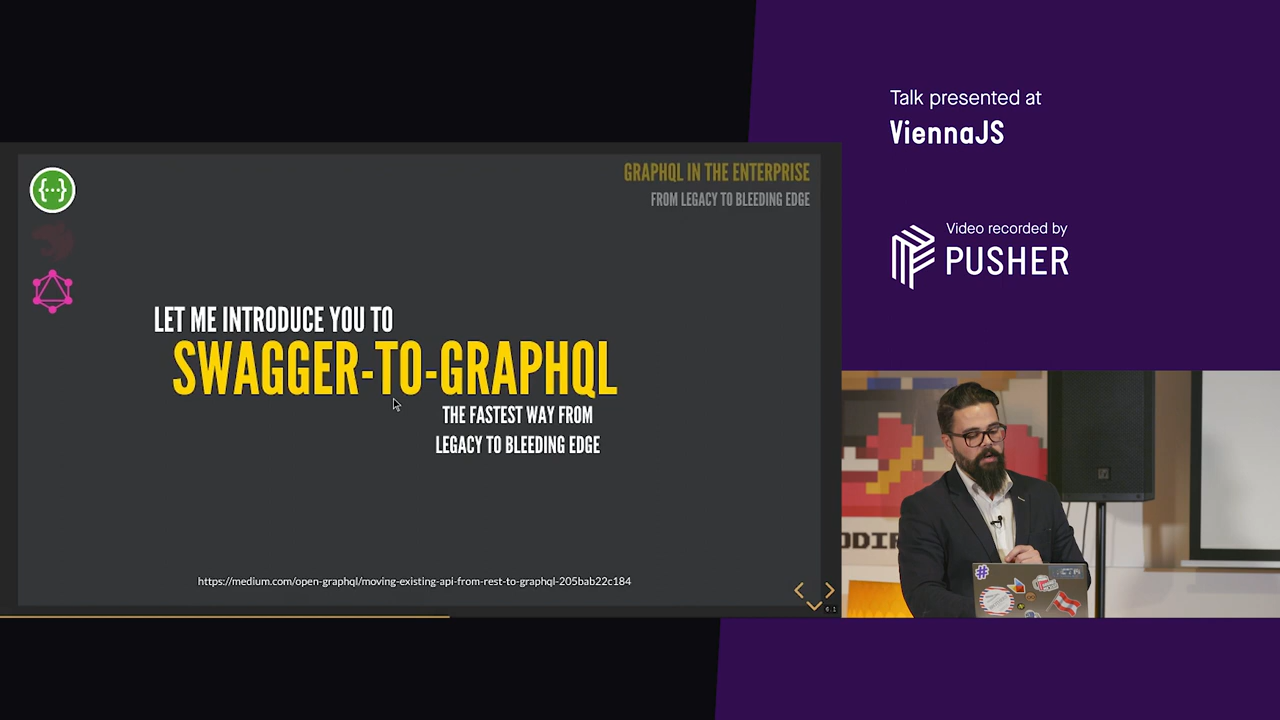 Talk presented at
ViennaJS
Video recorded by
PUSHER
GRAPHQL IN THE ENTERPRISE
FROM LEGACY TO BLEEDING EDGE
LET ME INTRODUCE YOU TO
SWAGGER-TO-GRAPHQL
THE FASTEST WAY FROM
LEGACY TO BLEEDING EDGE
https://medium.com/open-graphql/moving-existing-api-from-rest-to-graphql-205bab22c184
6.1